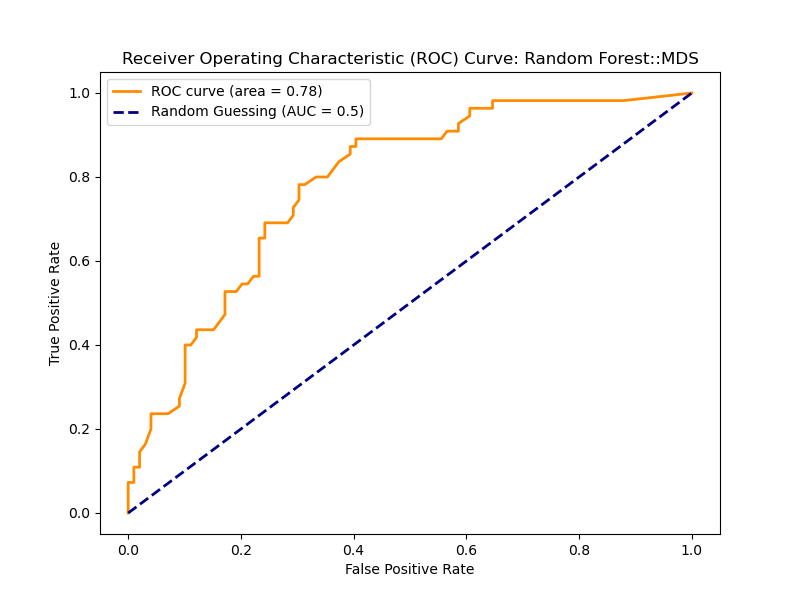 Receiver Operating Characteristic (ROC) Curve: Random Forest::MDS
ROC curve (area = 0.78)
Random Guessing (AUC = 0.5)
True Positive Rate
1.0
0.8
0.6
0.4
0.2
0.0
0.0 0.2 0.4 0.6 0.8 1.0
False Positive Rate